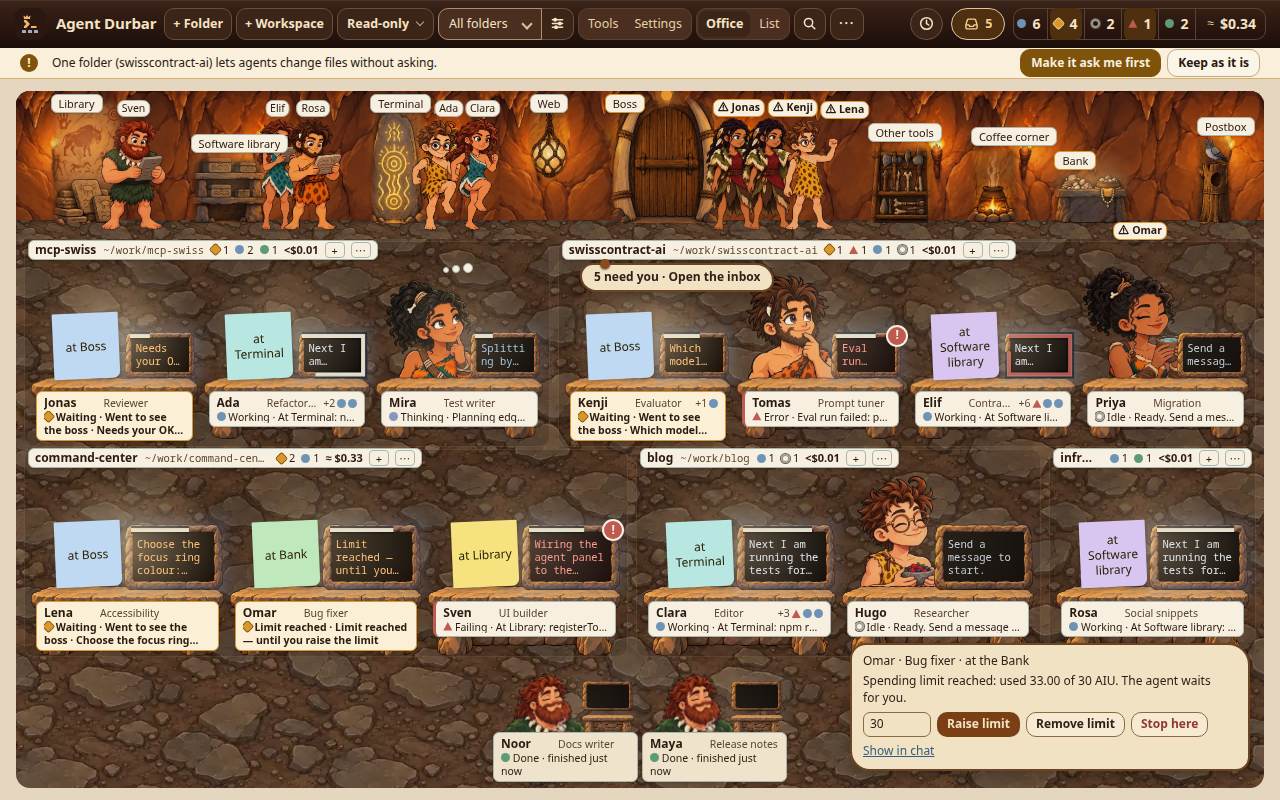 Agent Durbar + Folder + Workspace Read-only All folders Tools Settings Office List ... 5 6 4 2 1 2 ≈ $0.34
! One folder (swisscontract-ai) lets agents change files without asking. Make it ask me first Keep as it is
Library Sven Elif Rosa Terminal Ada Clara Web Boss ⚠ Jonas ⚠ Kenji ⚠ Lena
Software library Other tools Coffee corner Postbox
Bank
⚠ Omar
mcp-swiss ~/work/mcp-swiss 1 2 1 <$0.01 + ...
swisscontract-ai ~/work/swisscontract-ai 1 1 1 1 <$0.01 + ...
5 need you · Open the inbox
at Boss
Needs
your O…
at
Terminal
Next I
am…
Splitti
ng by…
at Boss
Which
model…
Eval
run…
!
at
Software
library
Next I
am…
Send a
messag…
Jonas Reviewer
Waiting · Went to see
the boss · Needs your OK…
Ada Refactor… +2
Working · At Terminal: n…
Mira Test writer
Thinking · Planning edg…
Kenji Evaluator +1
Waiting · Went to see
the boss · Which model…
Tomas Prompt tuner
Error · Eval run failed: p…
Elif Contra… +6
Working · At Software li…
Priya Migration
Idle · Ready. Send a mes…
command-center ~/work/command-cen… 2 1 ≈ $0.33 + ...
blog ~/work/blog 1 1 <$0.01 + ...
infr… 1 1 <$0.01 + ...
at Boss
Choose the
focus ring
colour:…
at Bank
Limit
reached —
until you…
at Library
Wiring the
agent panel
to the…
!
at
Terminal
Next I am
running the
tests for…
Send a
message to
start.
at
Software
library
Next I am
running the
tests for…
Lena Accessibility
Waiting · Went to see the
boss · Choose the focus ring…
Omar Bug fixer
Limit reached · Limit reached
— until you raise the limit
Sven UI builder
Failing · At Library: registerTo…
Clara Editor +3
Working · At Terminal: npm r…
Hugo Researcher
Idle · Ready. Send a message …
Rosa Social snippets
Working · At Software library: …
Noor Docs writer
Done · finished just
now
Maya Release notes
Done · finished just
now
Omar · Bug fixer · at the Bank
Spending limit reached: used 33.00 of 30 AIU. The agent waits
for you.
30 Raise limit Remove limit Stop here
Show in chat